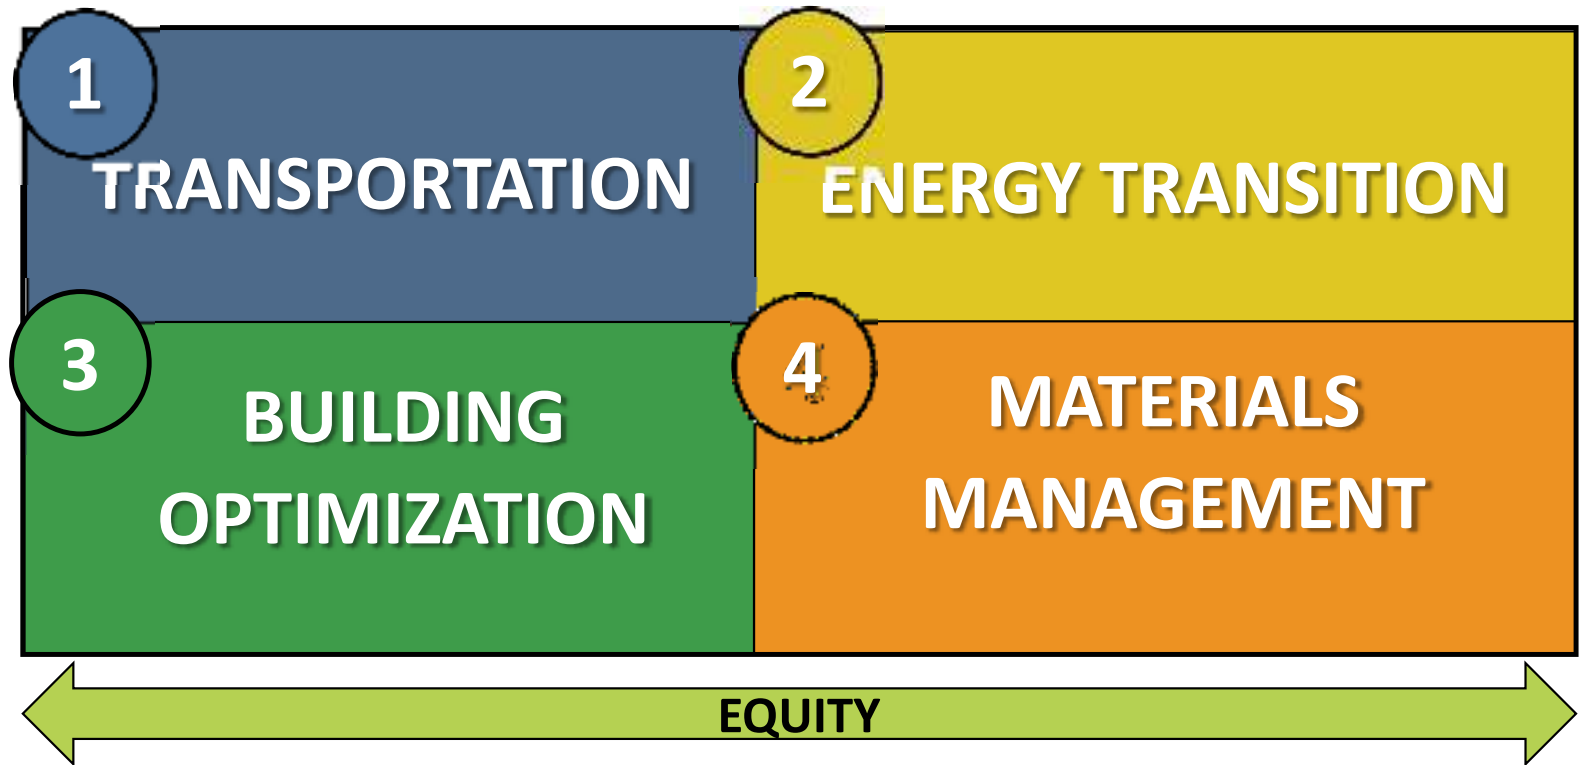 1
TRANSPORTATION
2
ENERGY TRANSITION
3
BUILDING
OPTIMIZATION
4
MATERIALS
MANAGEMENT
EQUITY